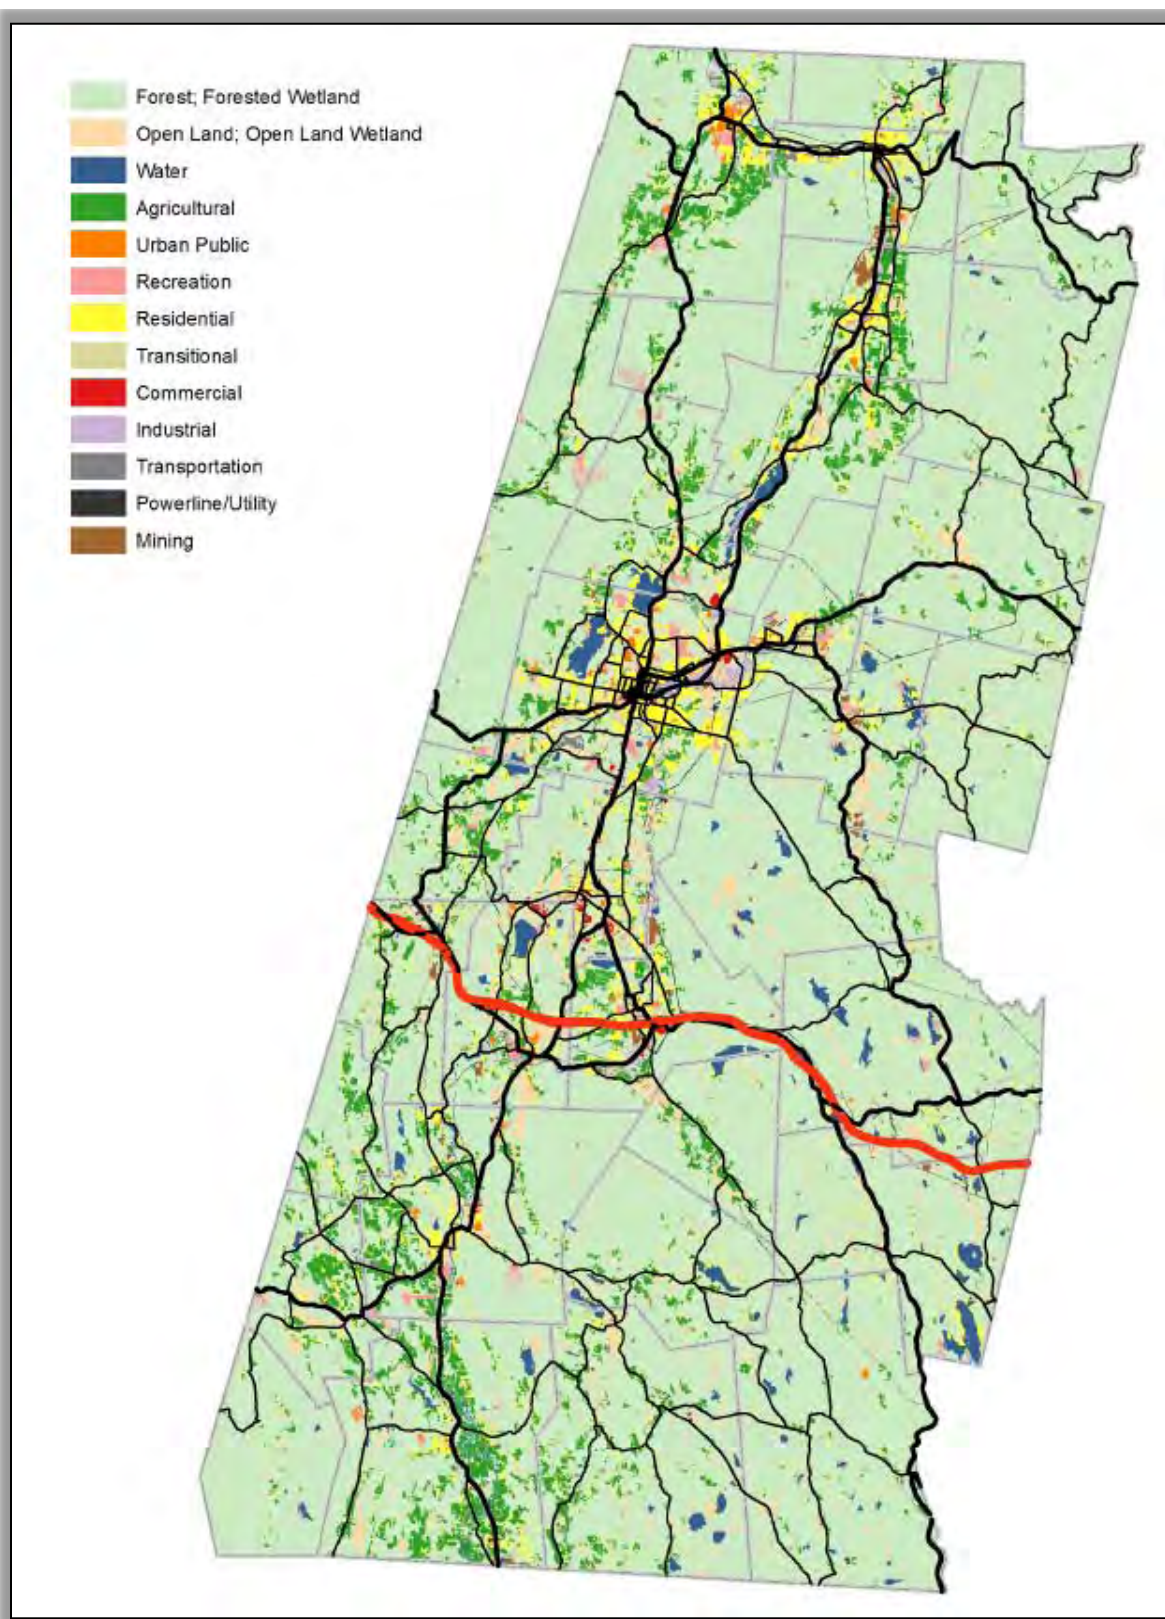 Forest; Forested Wetland
Open Land; Open Land Wetland
Water
Agricultural
Urban Public
Recreation
Residential
Transitional
Commercial
Industrial
Transportation
Powerline/Utility
Mining